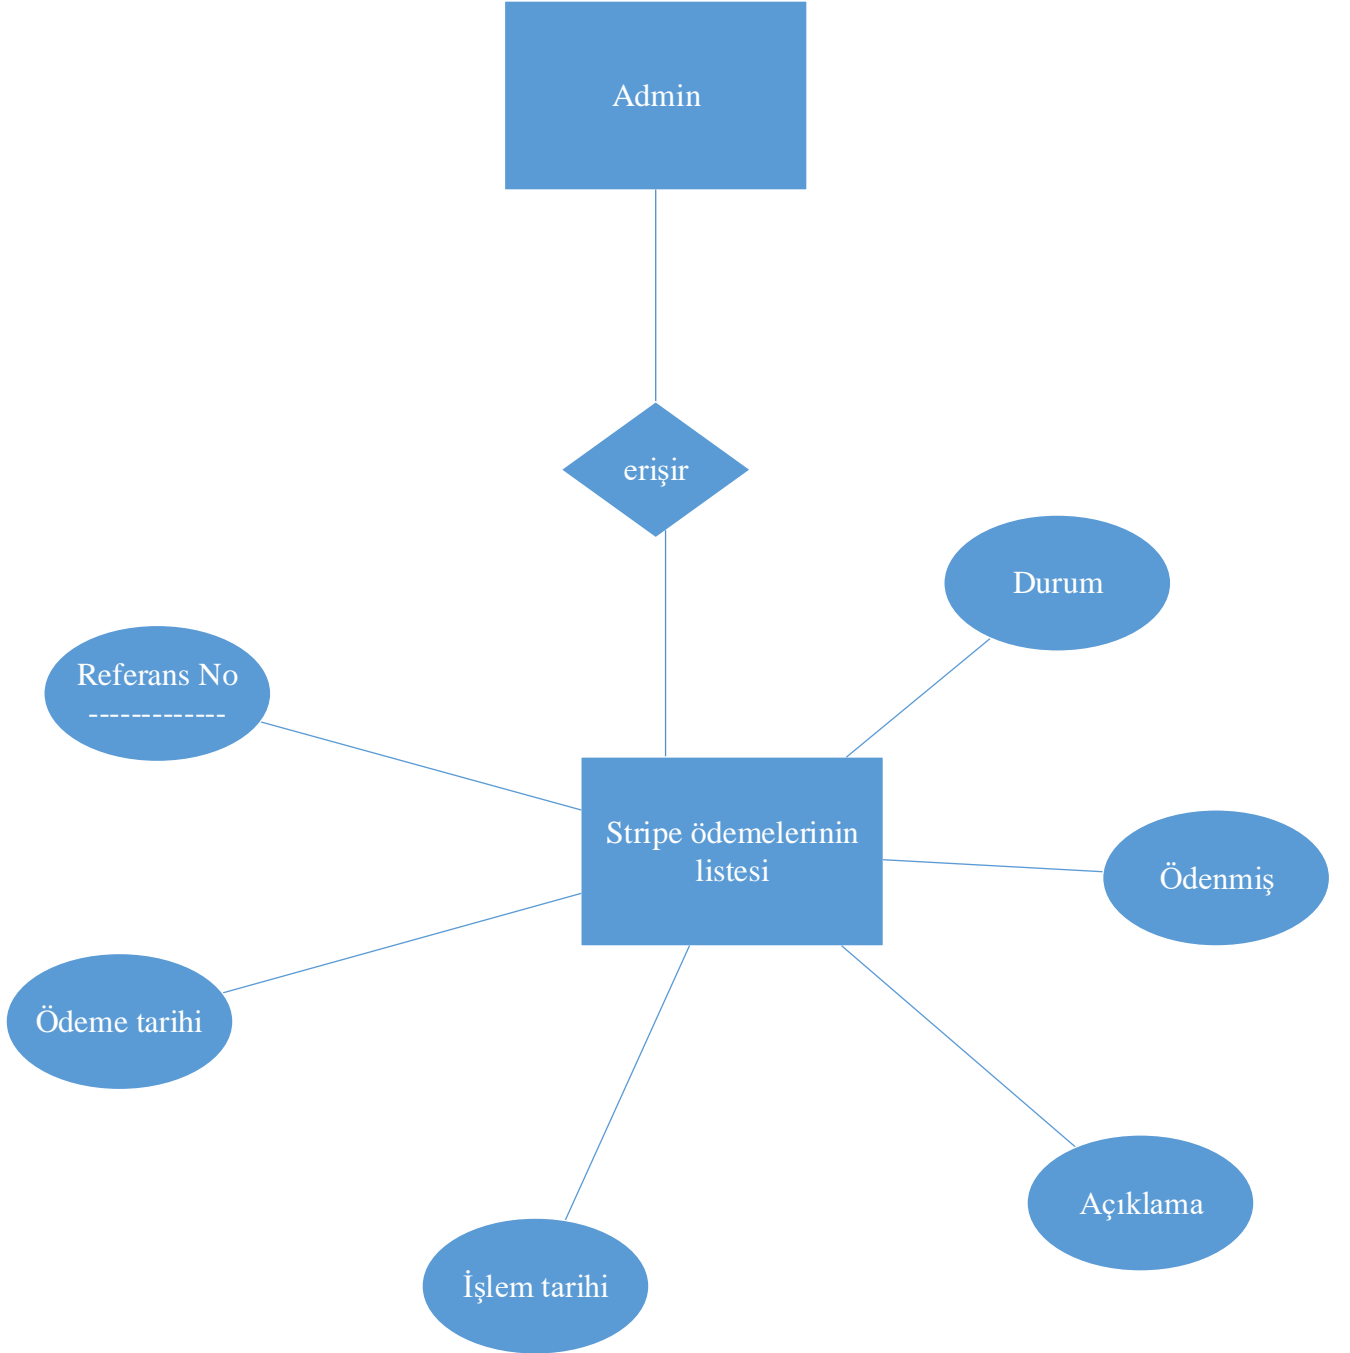 Admin
erişir
Durum
Referans No
-------------
Stripe ödemelerinin
listesi
Ödenmiş
Ödeme tarihi
Açıklama
İşlem tarihi